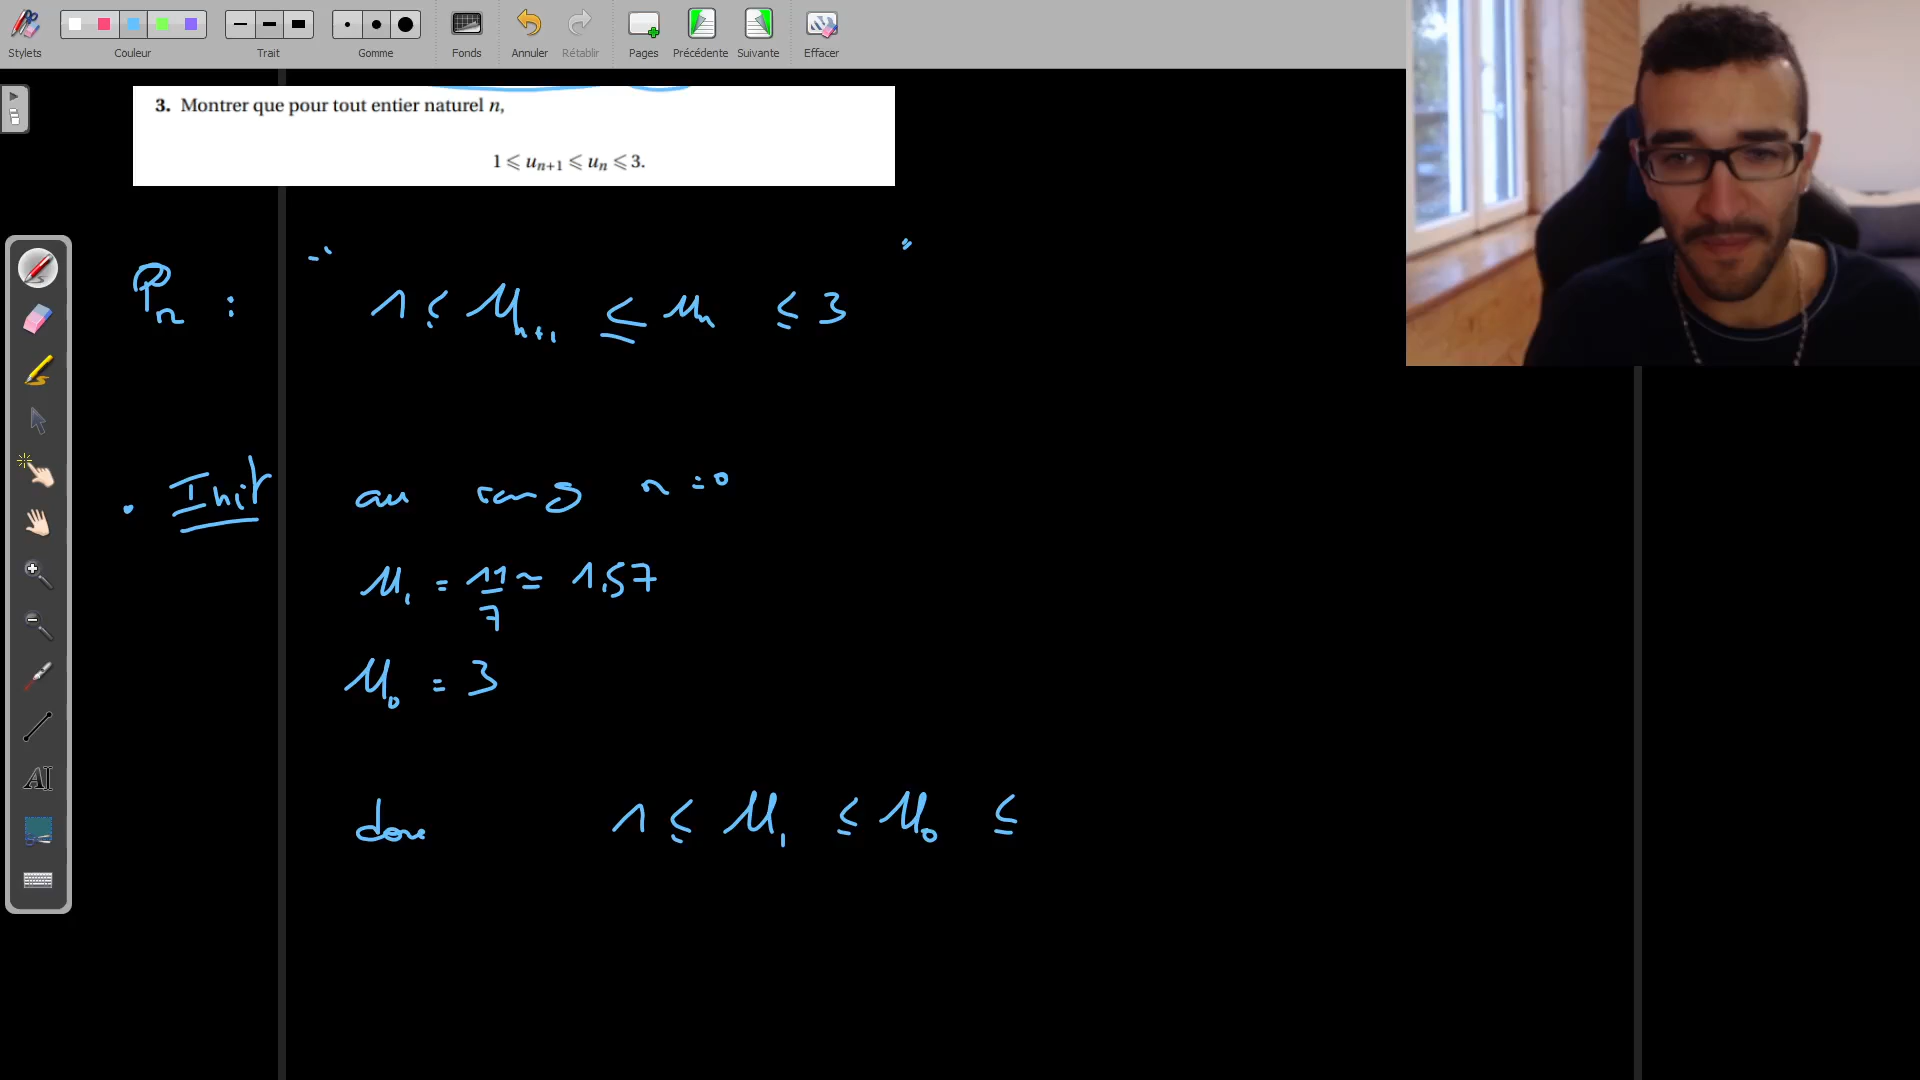 Stylets Couleur Trait Gomme Fonds Annuler Rétablir Pages Précédente Suivante Effacer
3. Montrer que pour tout entier naturel n,
1 ⩽ uₙ₊₁ ⩽ uₙ ⩽ 3.
Pₙ : " 1 ≤ uₙ₊₁ ≤ uₙ ≤ 3 "
• Init au rang n = 0
u₁ = 11/7 ≃ 1,57
u₀ = 3
donc 1 ≤ u₁ ≤ u₀ ≤
AI